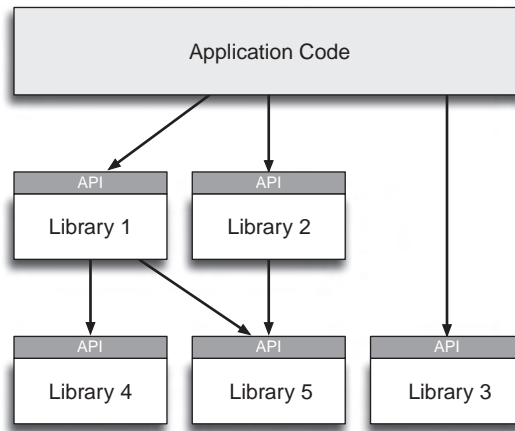 Application Code
API
Library 1
API
Library 2
API
Library 4
API
Library 5
API
Library 3